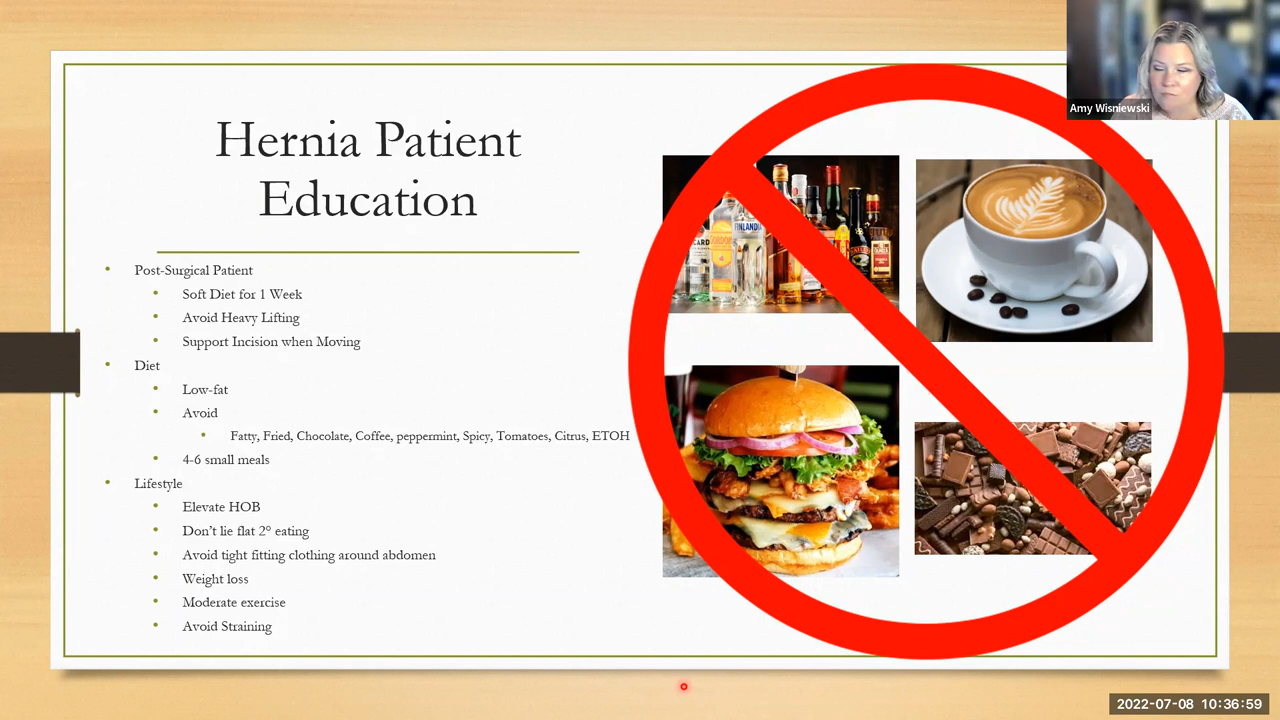 Amy Wisniewski
Hernia Patient
Education
Post-Surgical Patient
Soft Diet for 1 Week
Avoid Heavy Lifting
Support Incision when Moving
Diet
Low-fat
Avoid
Fatty, Fried, Chocolate, Coffee, peppermint, Spicy, Tomatoes, Citrus, ETOH
4-6 small meals
Lifestyle
Elevate HOB
Don't lie flat 2° eating
Avoid tight fitting clothing around abdomen
Weight loss
Moderate exercise
Avoid Straining
FINLANDIA
2022-07-08 10:36:59